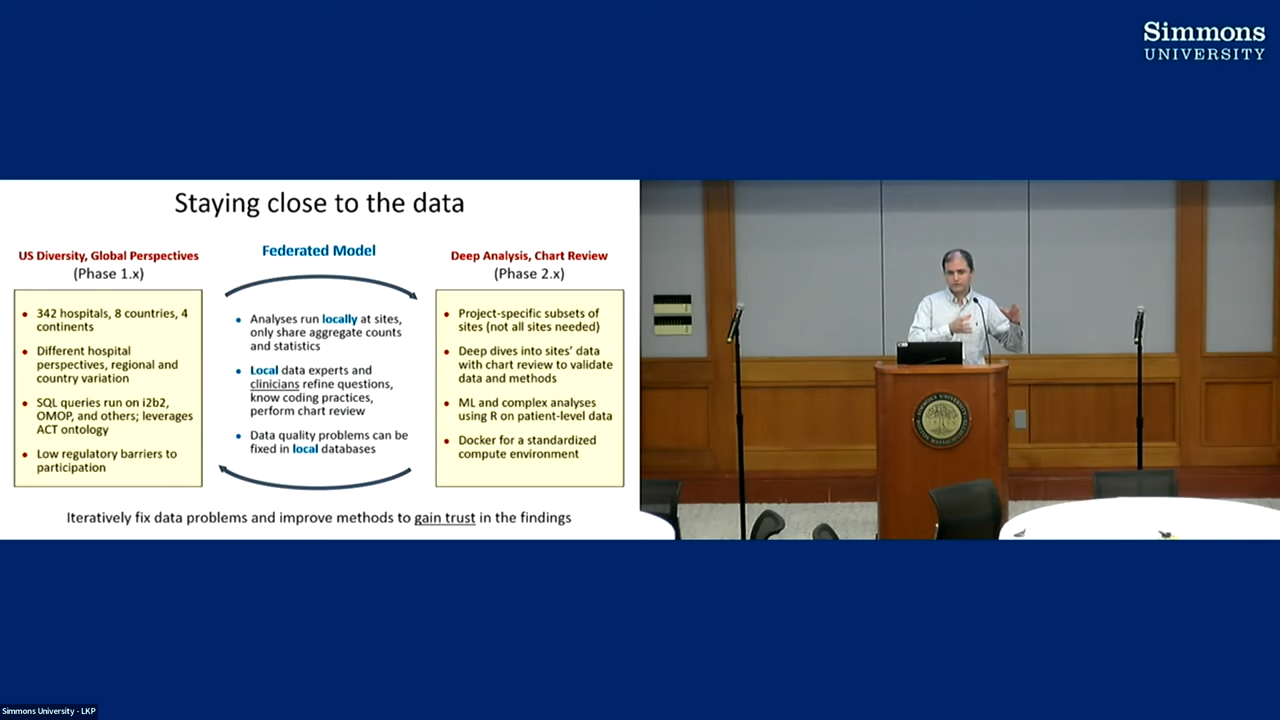 Simmons
UNIVERSITY
Staying close to the data
US Diversity, Global Perspectives
(Phase 1.x)
342 hospitals, 8 countries, 4
continents
Different hospital
perspectives, regional and
country variation
SQL queries run on i2b2,
OMOP, and others; leverages
ACT ontology
Low regulatory barriers to
participation
Federated Model
Analyses run locally at sites,
only share aggregate counts
and statistics
Local data experts and
clinicians refine questions,
know coding practices,
perform chart review
Data quality problems can be
fixed in local databases
Deep Analysis, Chart Review
(Phase 2.x)
Project-specific subsets of
sites (not all sites needed)
Deep dives into sites' data
with chart review to validate
data and methods
ML and complex analyses
using R on patient-level data
Docker for a standardized
compute environment
Iteratively fix data problems and improve methods to gain trust in the findings
Simmons University - LKP